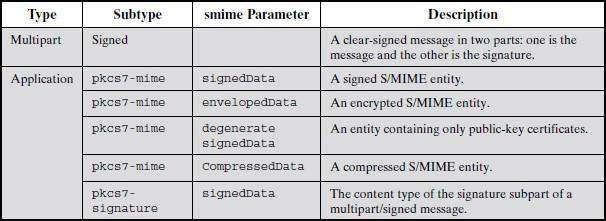 Type Subtype smime Parameter Description
Multipart Signed A clear-signed message in two parts: one is the
message and the other is the signature.
Application pkcs7-mime signedData A signed S/MIME entity.
pkcs7-mime envelopedData An encrypted S/MIME entity.
pkcs7-mime degenerate An entity containing only public-key certificates.
signedData
pkcs7-mime CompressedData A compressed S/MIME entity.
pkcs7- signedData The content type of the signature subpart of a
signature multipart/signed message.